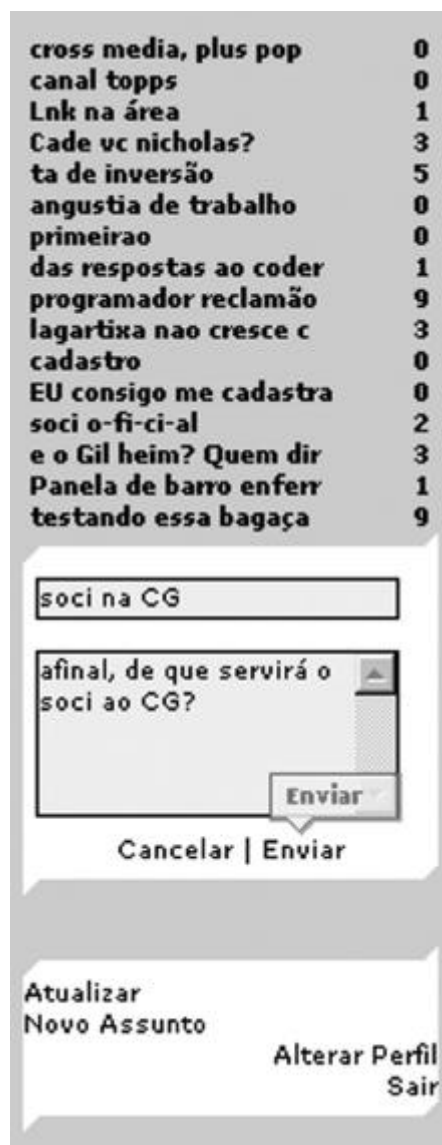 cross media, plus pop 0
canal topps 0
Lnk na área 1
Cade vc nicholas? 3
ta de inversão 5
angustia de trabalho 0
primeirao 0
das respostas ao coder 1
programador reclamão 9
lagartixa nao cresce c 3
cadastro 0
EU consigo me cadastra 0
soci o-fi-ci-al 2
e o Gil heim? Quem dir 3
Panela de barro enferr 1
testando essa bagaça 9
soci na CG
afinal, de que servirá o
soci ao CG?
Enviar
Cancelar | Enviar
Atualizar
Novo Assunto
Alterar Perfil
Sair